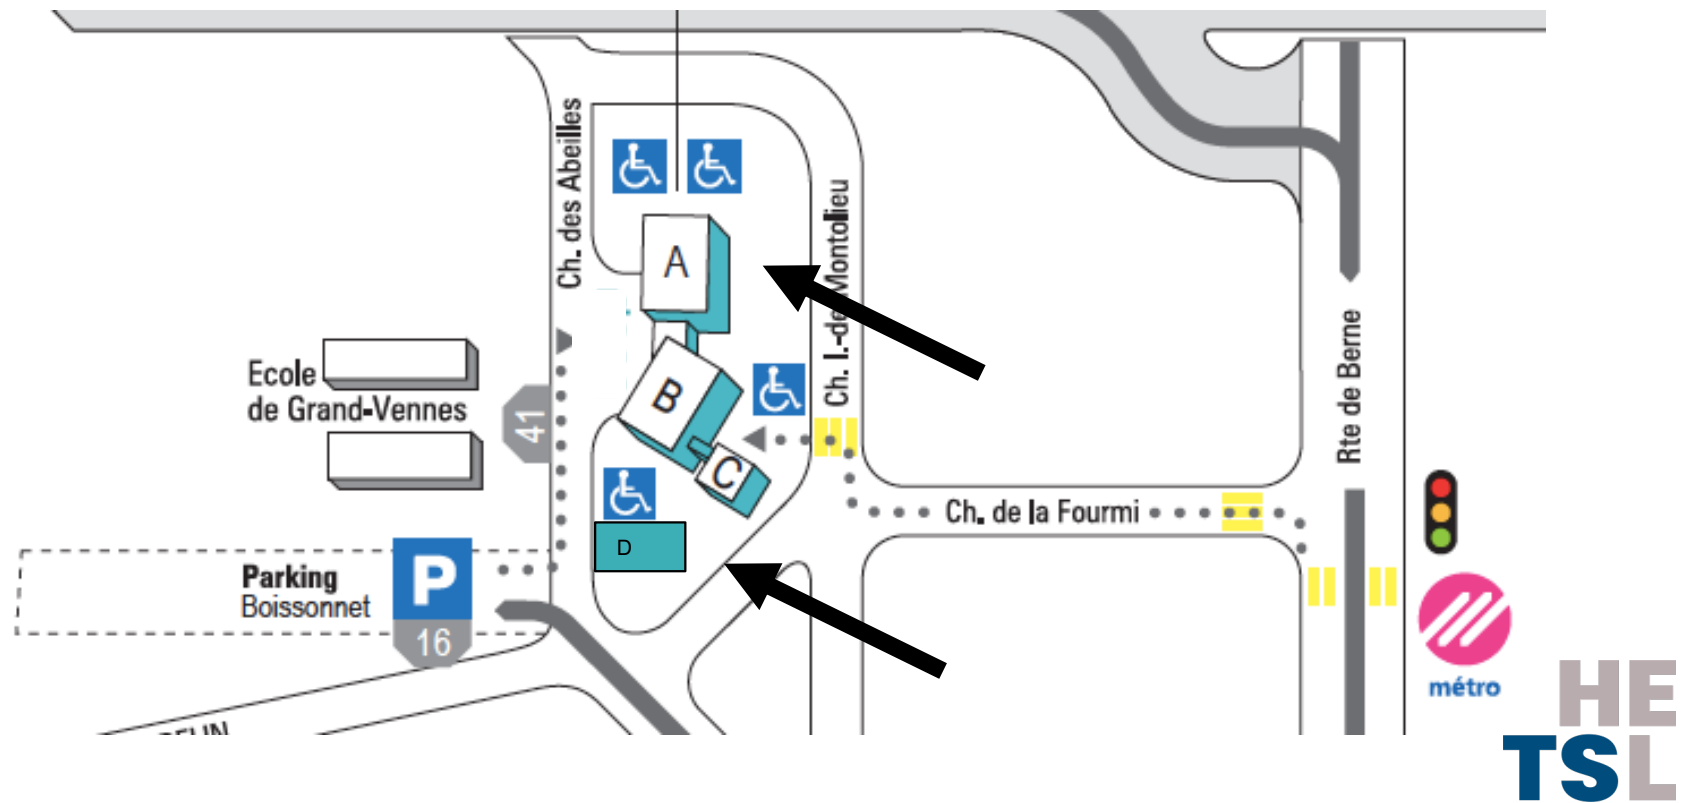 Ch. des Abeilles
A
Ch. I.-de-Montolieu
B
C
D
Ecole
de Grand-Vennes
41
Rte de Berne
Ch. de la Fourmi
P
Parking
Boissonnet
16
métro
HE
TSL